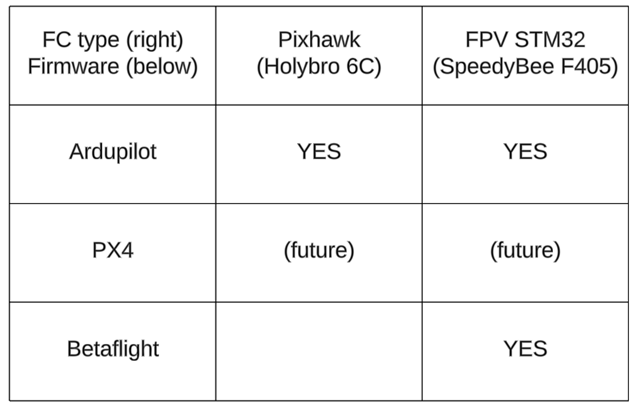 FC type (right)
Firmware (below)
Pixhawk
(Holybro 6C)
FPV STM32
(SpeedyBee F405)
Ardupilot
YES
YES
PX4
(future)
(future)
Betaflight
YES